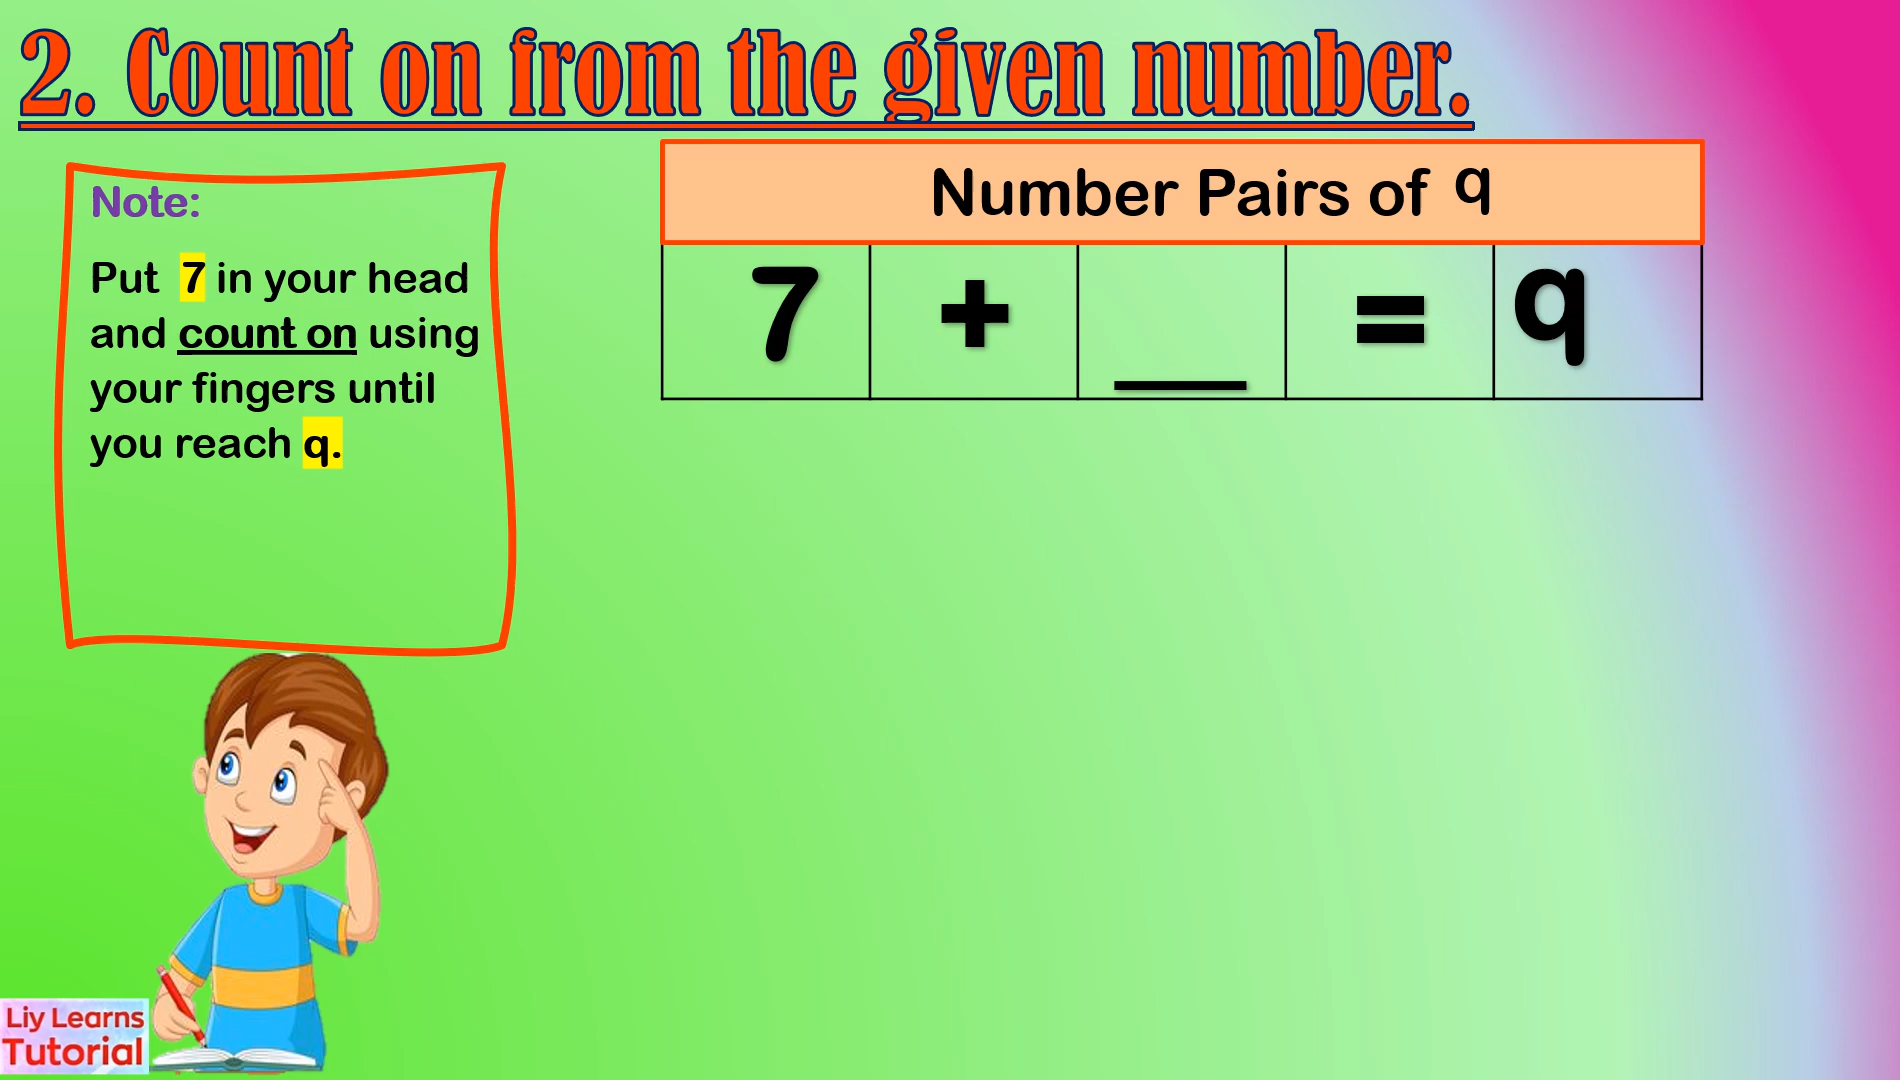 2. Count on from the given number.
Note:
Put 7 in your head
and count on using
your fingers until
you reach q.
Number Pairs of q
7 + __ = q
Liy Learns
Tutorial